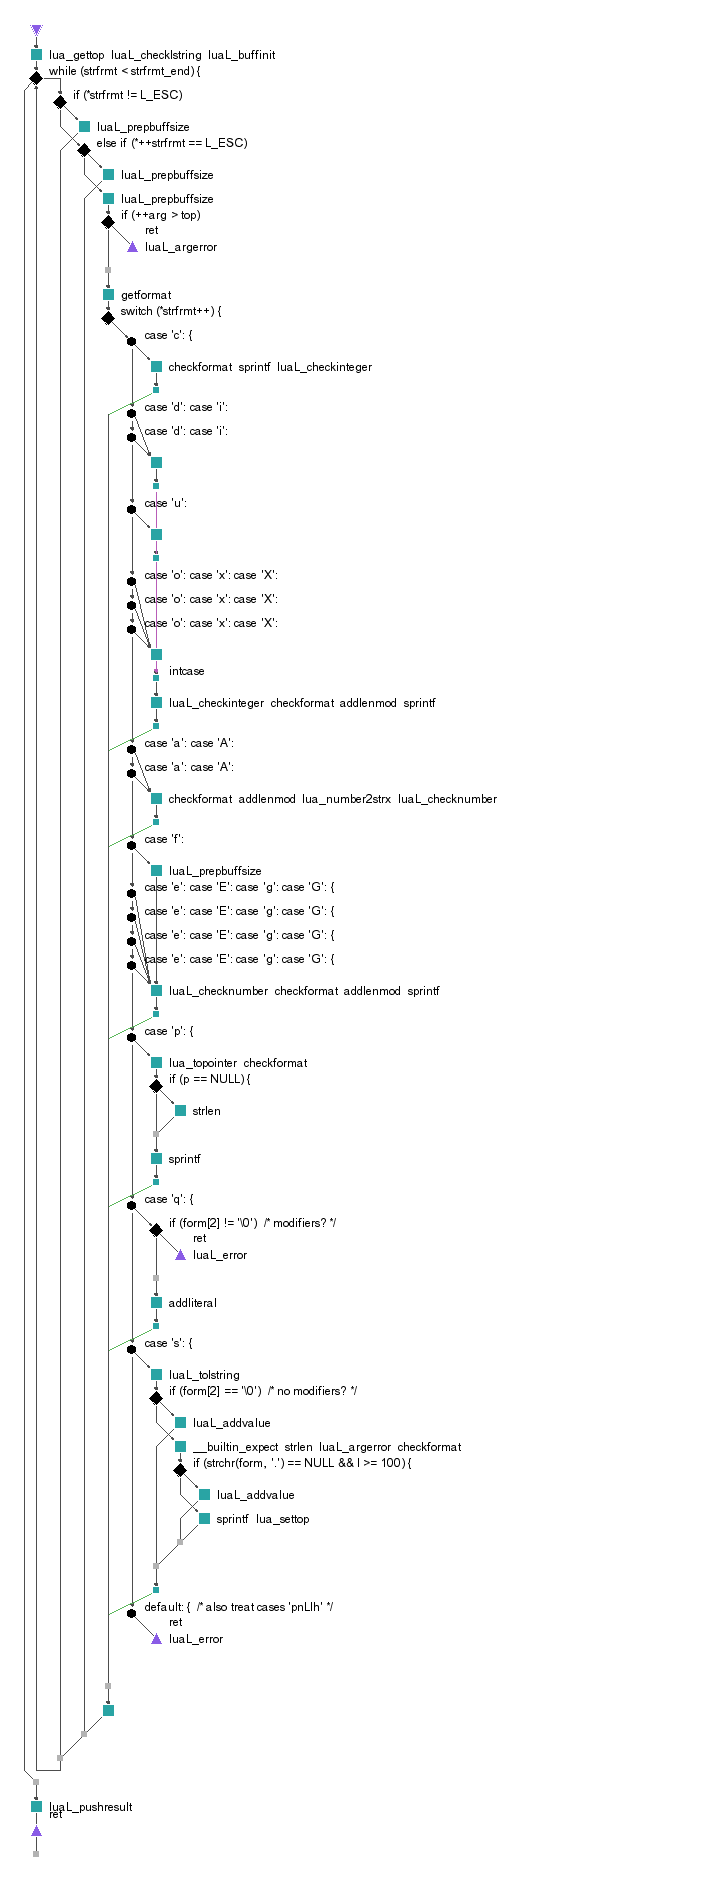 lua_gettop luaL_checklstring luaL_buffinit
while (strfrmt < strfrmt_end) {
if (*strfrmt != L_ESC)
luaL_prepbuffsize
else if (*++strfrmt == L_ESC)
luaL_prepbuffsize
luaL_prepbuffsize
if (++arg > top)
ret
luaL_argerror
getformat
switch (*strfrmt++) {
case 'c': {
checkformat sprintf luaL_checkinteger
case 'd': case 'i':
case 'd': case 'i':
case 'u':
case 'o': case 'x': case 'X':
case 'o': case 'x': case 'X':
case 'o': case 'x': case 'X':
intcase
luaL_checkinteger checkformat addlenmod sprintf
case 'a': case 'A':
case 'a': case 'A':
checkformat addlenmod lua_number2strx luaL_checknumber
case 'f':
luaL_prepbuffsize
case 'e': case 'E': case 'g': case 'G': {
case 'e': case 'E': case 'g': case 'G': {
case 'e': case 'E': case 'g': case 'G': {
case 'e': case 'E': case 'g': case 'G': {
luaL_checknumber checkformat addlenmod sprintf
case 'p': {
lua_topointer checkformat
if (p == NULL) {
strlen
sprintf
case 'q': {
if (form[2] != '\0') /* modifiers? */
ret
luaL_error
addliteral
case 's': {
luaL_tolstring
if (form[2] == '\0') /* no modifiers? */
luaL_addvalue
__builtin_expect strlen luaL_argerror checkformat
if (strchr(form, '.') == NULL && l >= 100) {
luaL_addvalue
sprintf lua_settop
default: { /* also treat cases 'pnLlh' */
ret
luaL_error
luaL_pushresult
ret